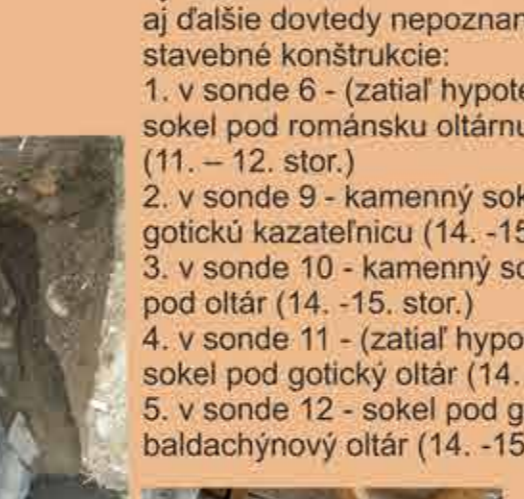 aj ďalšie dovtedy nepoznan
stavebné konštrukcie:
1. v sonde 6 - (zatiaľ hypote
sokel pod románsku oltárnu
(11. – 12. stor.)
2. v sonde 9 - kamenný sok
gotickú kazateľnicu (14. -15
3. v sonde 10 - kamenný so
pod oltár (14. -15. stor.)
4. v sonde 11 - (zatiaľ hypo
sokel pod gotický oltár (14.
5. v sonde 12 - sokel pod g
baldachýnový oltár (14. -15